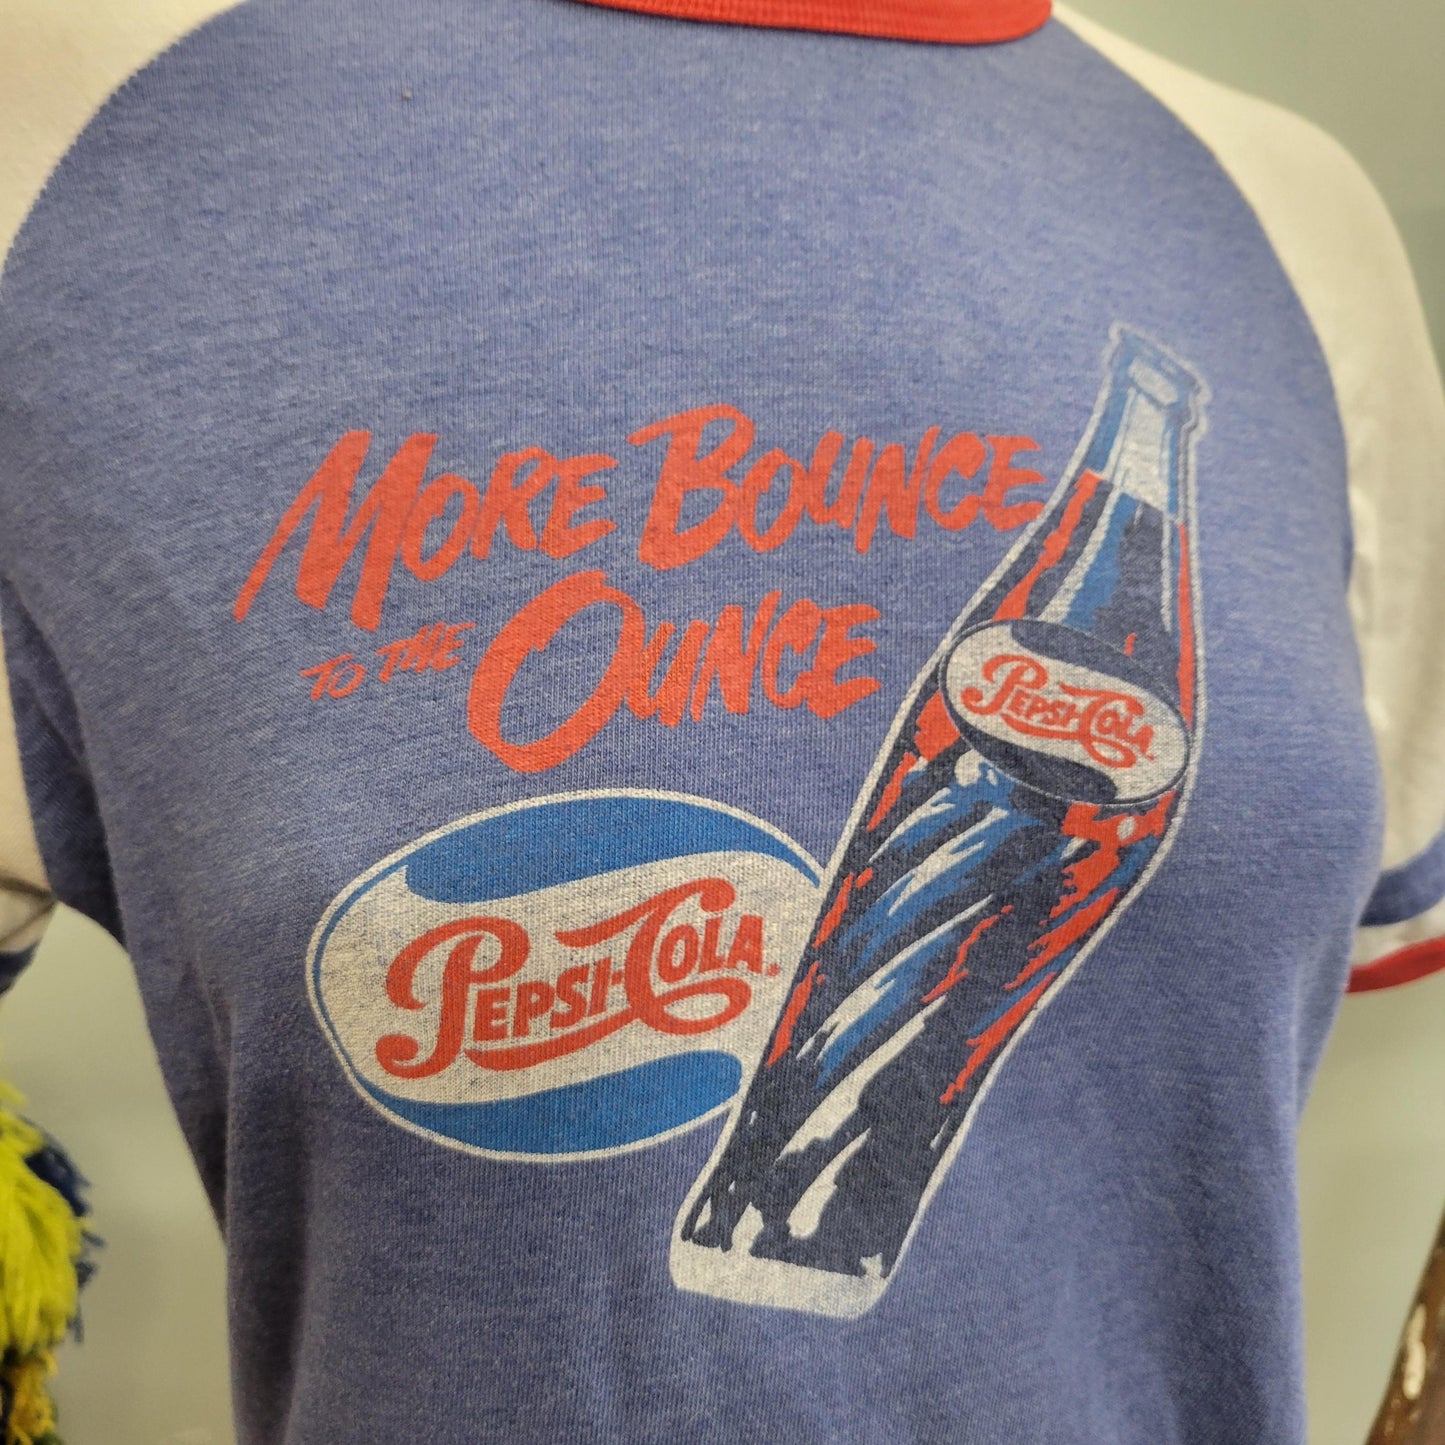 MORE BOUNCE
TO THE OUNCE
PEPSI-COLA
PEPSI-COLA